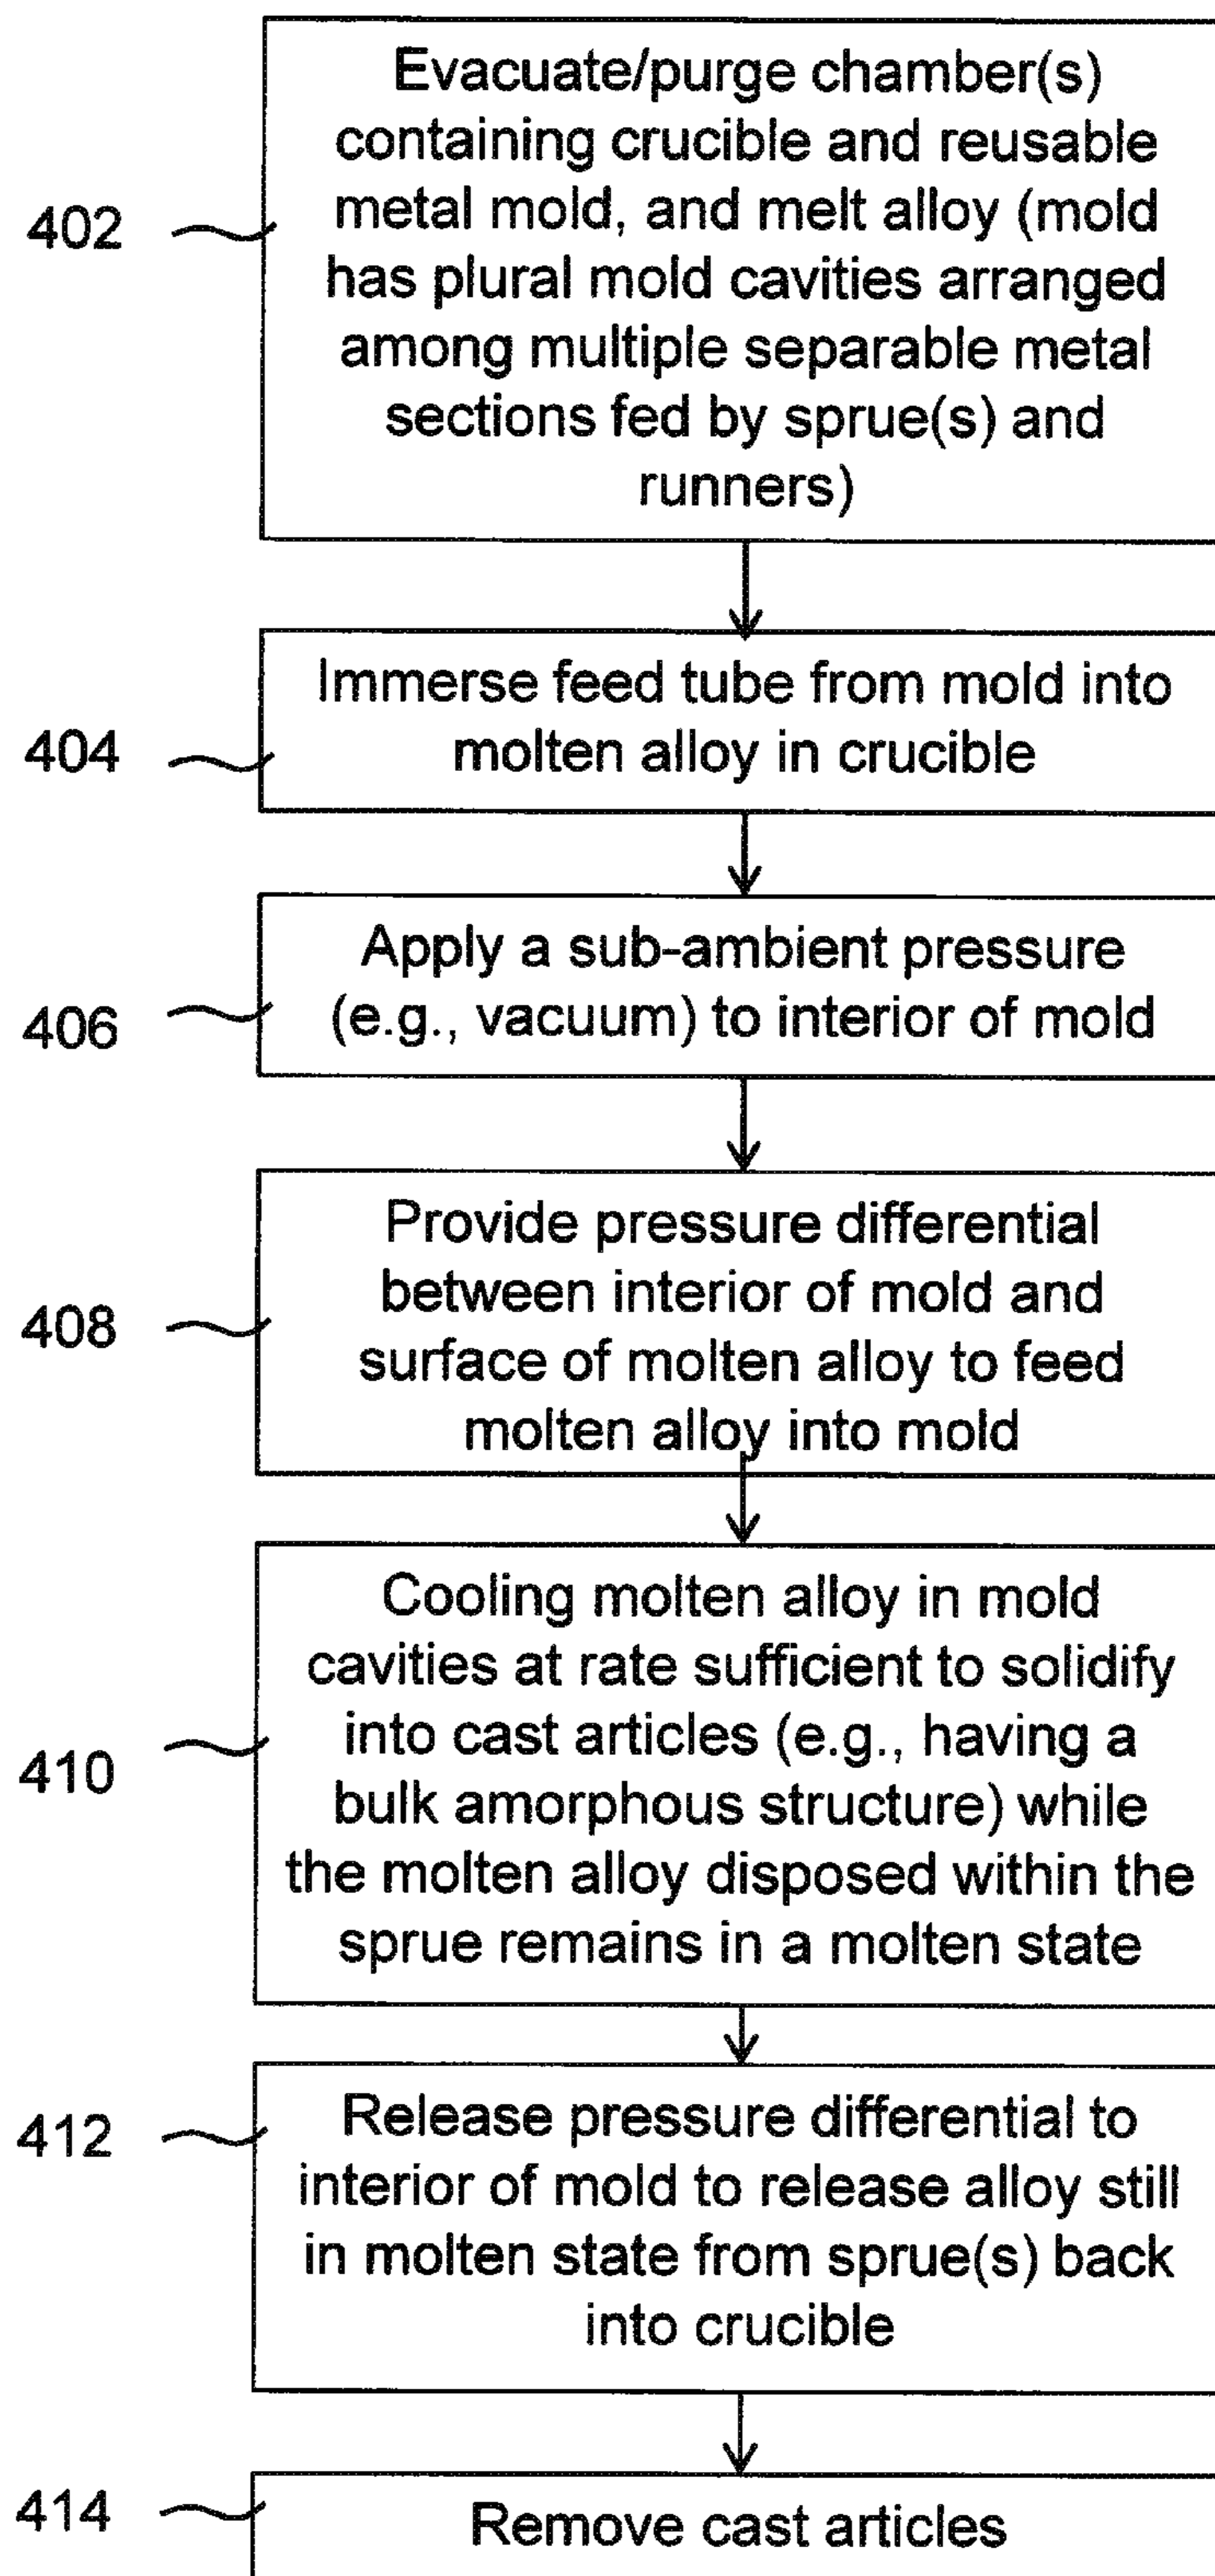 Evacuate/purge chamber(s)
containing crucible and reusable
metal mold, and melt alloy (mold
has plural mold cavities arranged
among multiple separable metal
sections fed by sprue(s) and
runners)
402
Immerse feed tube from mold into
molten alloy in crucible
404
Apply a sub-ambient pressure
(e.g., vacuum) to interior of mold
406
Provide pressure differential
between interior of mold and
surface of molten alloy to feed
molten alloy into mold
408
Cooling molten alloy in mold
cavities at rate sufficient to solidify
into cast articles (e.g., having a
bulk amorphous structure) while
the molten alloy disposed within the
sprue remains in a molten state
410
Release pressure differential to
interior of mold to release alloy still
in molten state from sprue(s) back
into crucible
412
Remove cast articles
414